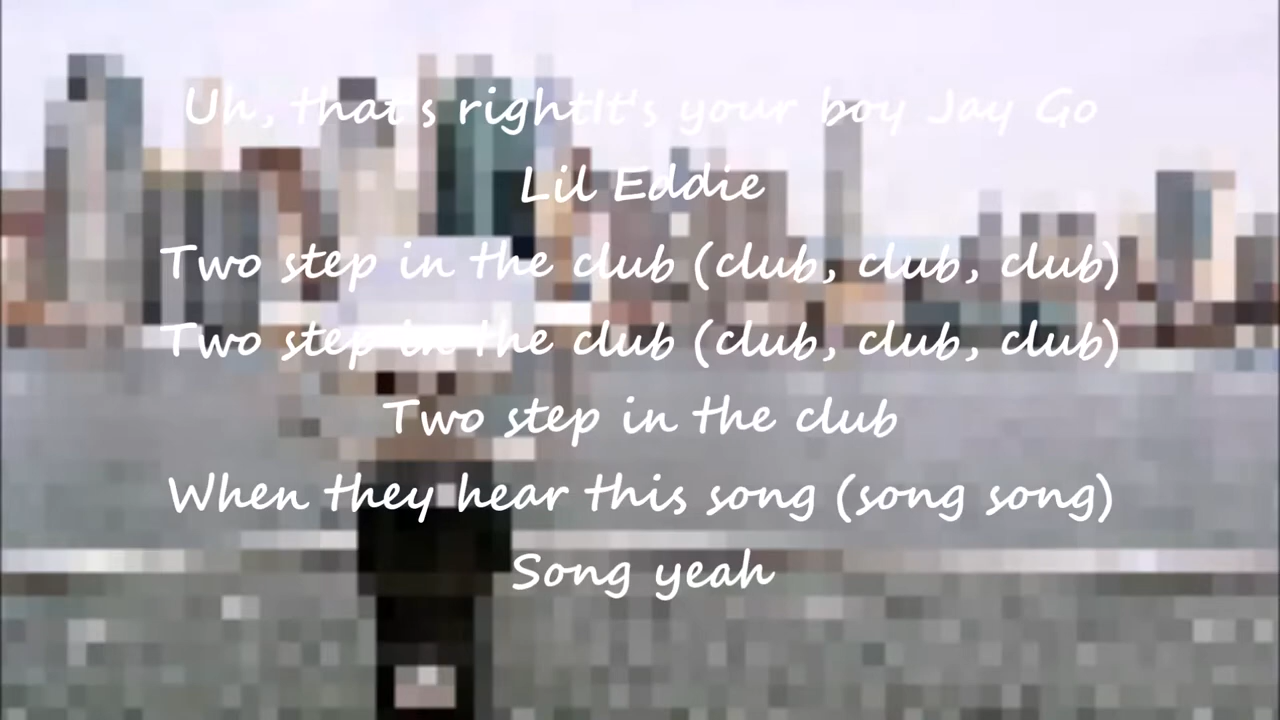 Uh, that's rightIt's your boy Jay Go
Lil Eddie
Two step in the club (club, club, club)
Two step in the club (club, club, club)
Two step in the club
When they hear this song (song song)
Song yeah